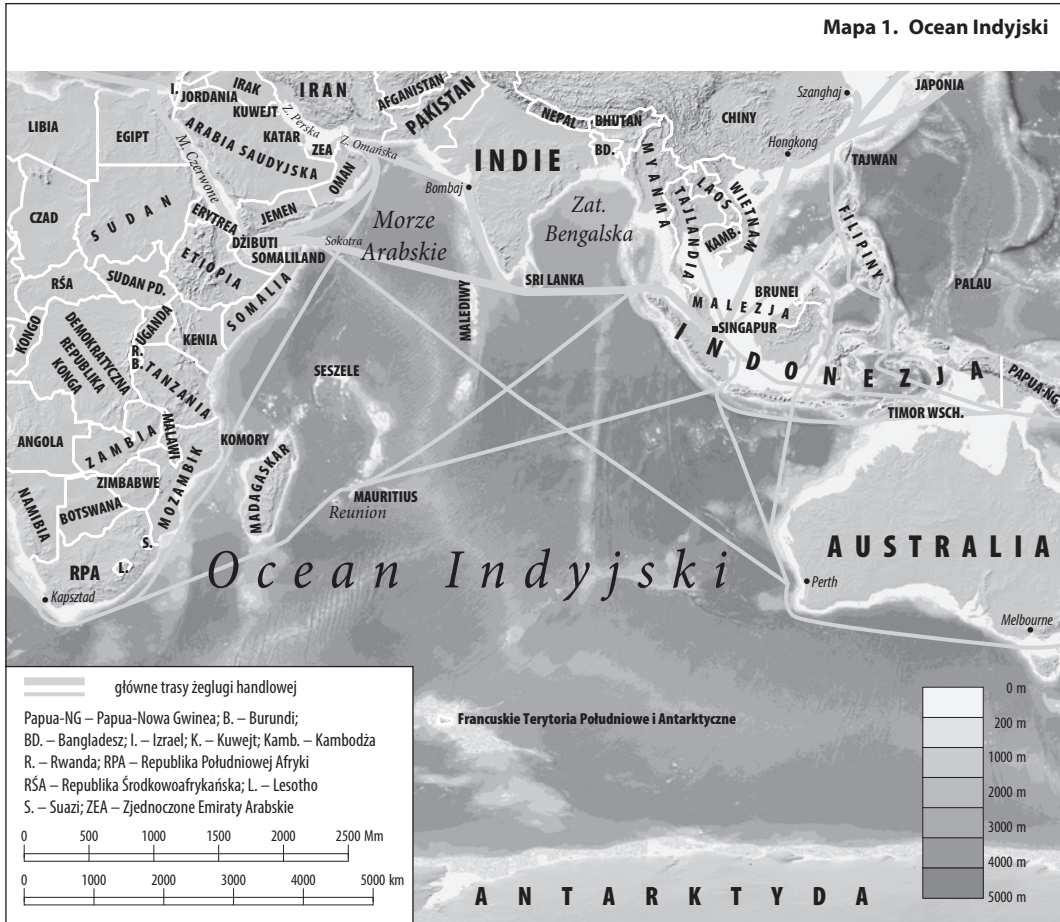 Mapa 1. Ocean Indyjski
Szanghaj
JAPONIA
I.
JORDANIA
IRAK
IRAN
AFGANISTAN
PAKISTAN
KUWEJT
Z. Perska
LIBIA
EGIPT
ARABIA SAUDYJSKA
KATAR
ZEA
Z. Omańska
OMAN
NEPAL
BHUTAN
BD.
CHINY
Hongkong
TAJWAN
M. Czerwone
INDIE
Bombaj
MYANMA
LAOS
WIETNAM
TAJLANDIA
KAMB.
FILIPINY
CZAD
SUDAN
ERYTREA
JEMEN
DŻIBUTI
Sokotra
SOMALILAND
Morze
Arabskie
Zat.
Bengalska
ETIOPIA
RŚA
SUDAN PD.
SOMALIA
SRI LANKA
MALEDIWY
BRUNEI
MALEZJA
SINGAPUR
PALAU
KONGO
DEMOKRATYCZNA
REPUBLIKA
KONGA
UGANDA
KENIA
R.
B.
TANZANIA
SESZELE
INDONEZJA
PAPUA-NG
TIMOR WSCH.
ANGOLA
ZAMBIA
MALAWI
KOMORY
MADAGASKAR
ZIMBABWE
MOZAMBIK
MAURITIUS
Reunion
NAMIBIA
BOTSWANA
S.
L.
RPA
Kapsztad
Ocean Indyjski
AUSTRALIA
Perth
Melbourne
główne trasy żeglugi handlowej
Papua-NG – Papua-Nowa Gwinea; B. – Burundi;
BD. – Bangladesz; I. – Izrael; K. – Kuwejt; Kamb. – Kambodża
R. – Rwanda; RPA – Republika Południowej Afryki
RŚA – Republika Środkowoafrykańska; L. – Lesotho
S. – Suazi; ZEA – Zjednoczone Emiraty Arabskie
0 500 1000 1500 2000 2500 Mm
0 1000 2000 3000 4000 5000 km
Francuskie Terytoria Południowe i Antarktyczne
0 m
200 m
1000 m
2000 m
3000 m
4000 m
5000 m
ANTARKTYDA